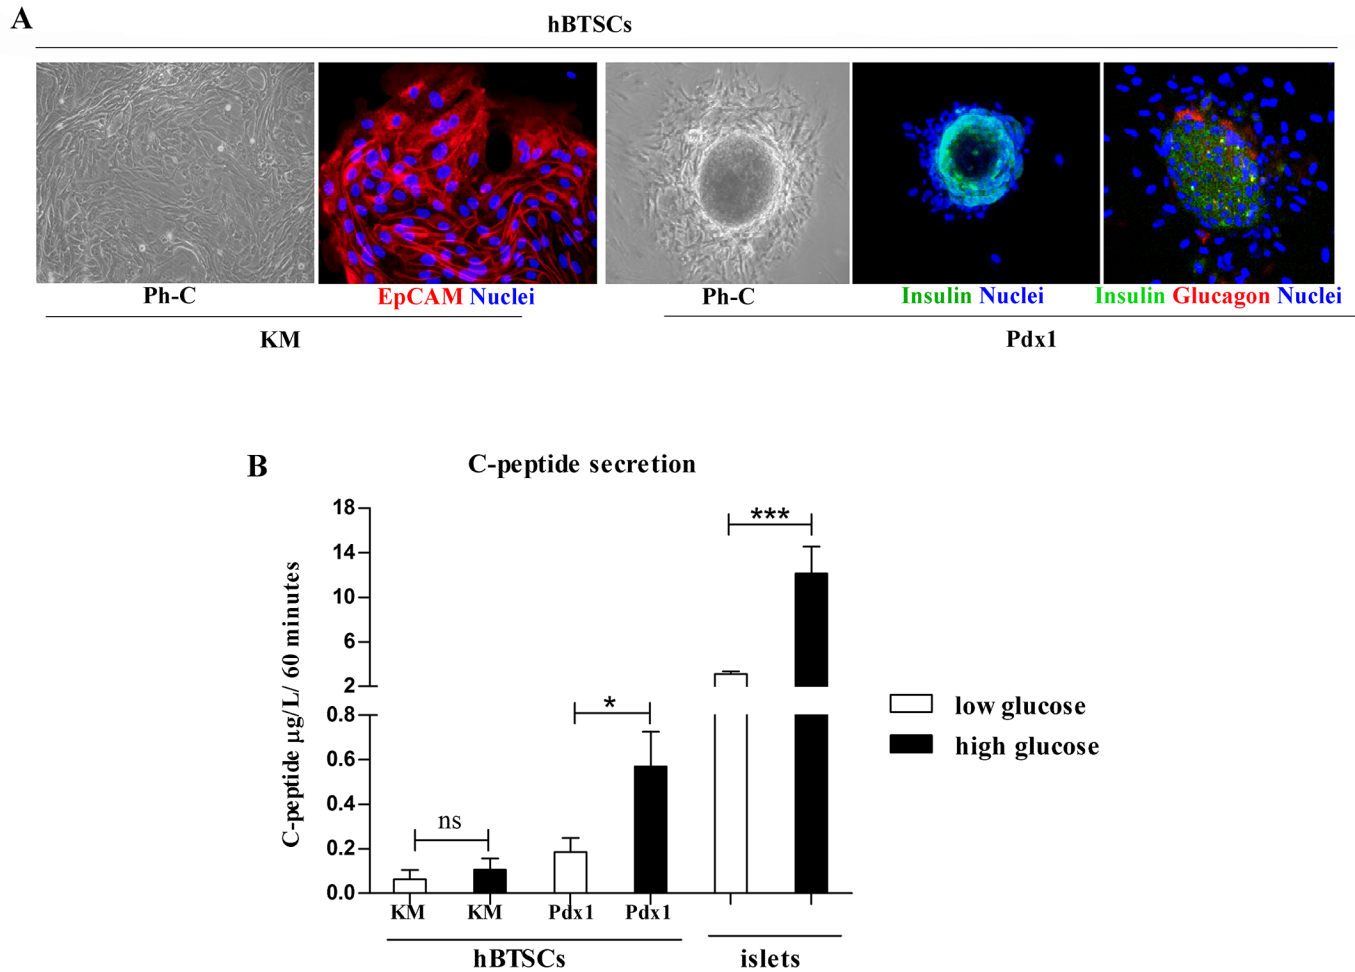 A
hBTSCs
Ph-C
EpCAM Nuclei
Ph-C
Insulin Nuclei
Insulin Glucagon Nuclei
KM
Pdx1
B
C-peptide secretion
C-peptide µg/L/ 60 minutes
18
14
10
6
2
0.8
0.6
0.4
0.2
0.0
ns
*
***
low glucose
high glucose
KM KM Pdx1 Pdx1
hBTSCs islets